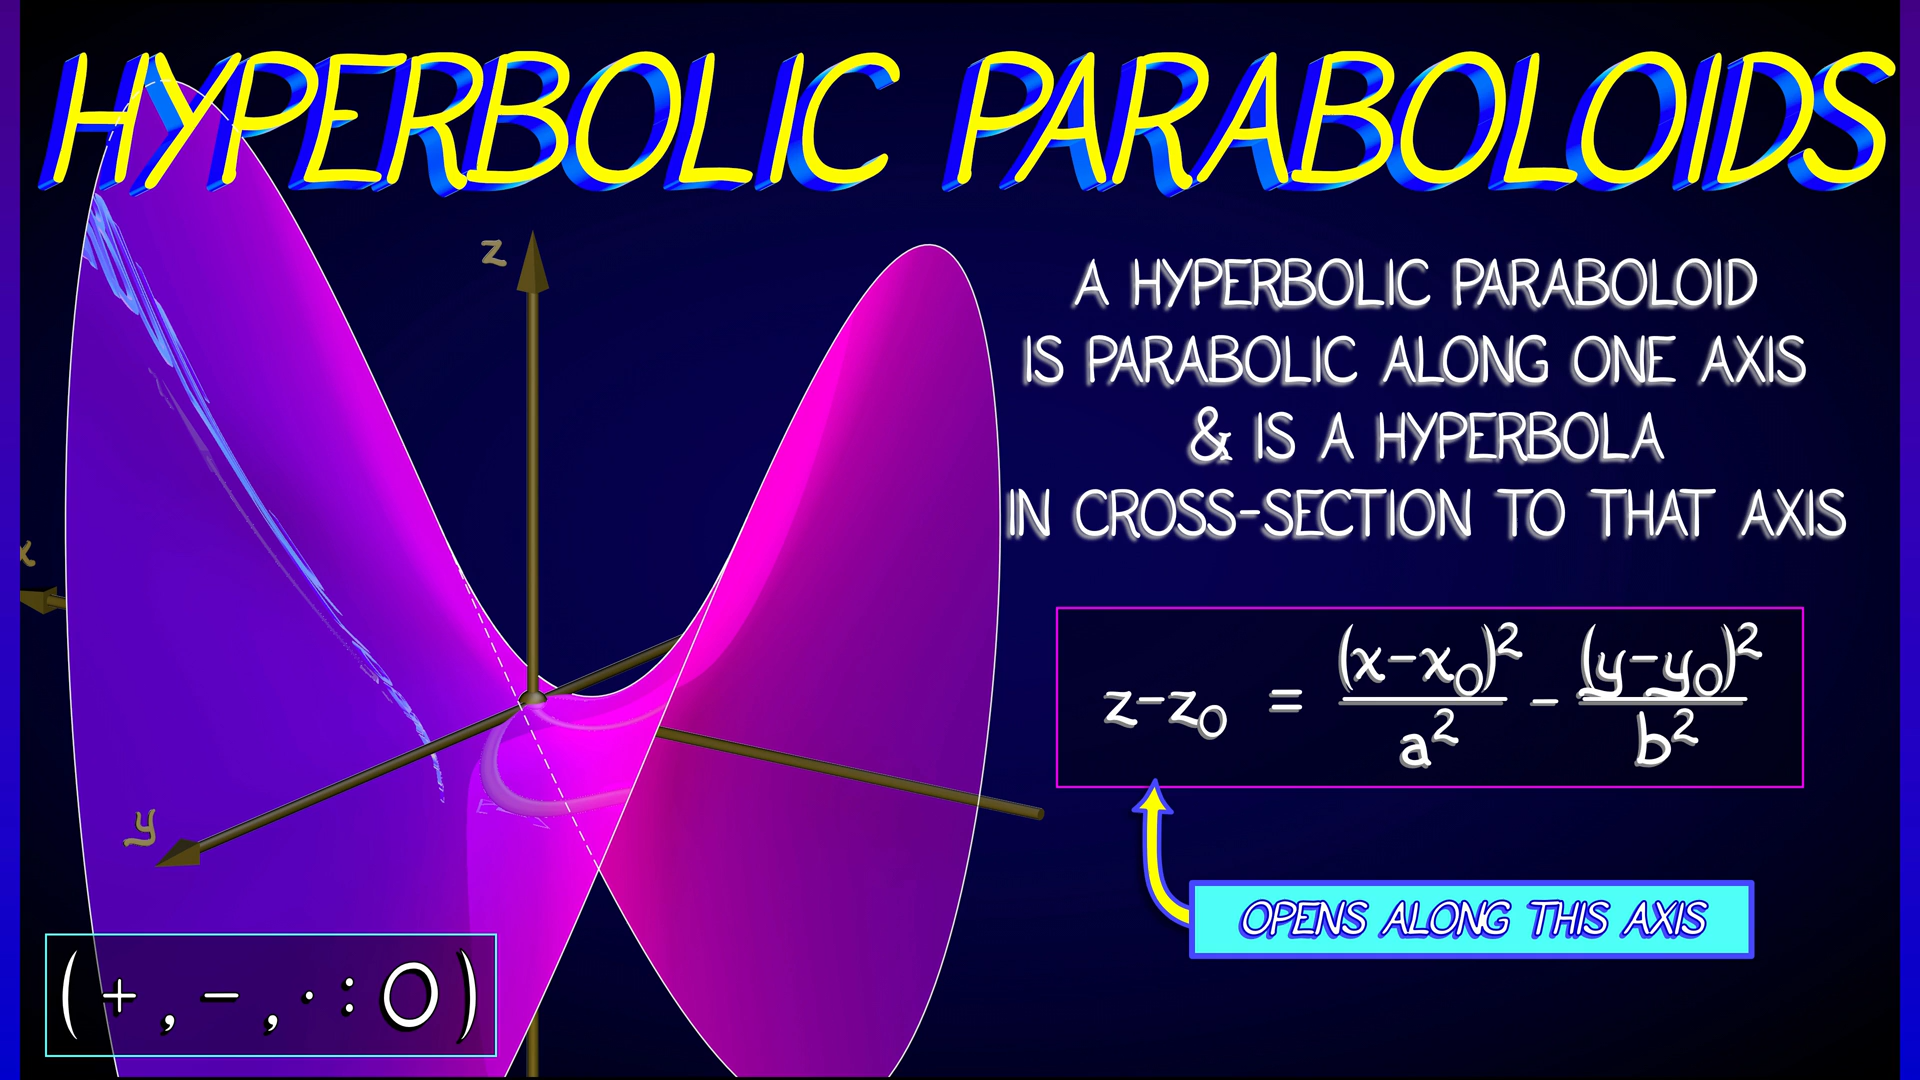 HYPERBOLIC PARABOLOIDS
z
A HYPERBOLIC PARABOLOID
IS PARABOLIC ALONG ONE AXIS
& IS A HYPERBOLA
IN CROSS-SECTION TO THAT AXIS
x
z-z₀ = (x-x₀)²/a² - (y-y₀)²/b²
y
OPENS ALONG THIS AXIS
( + , - , · : 0 )